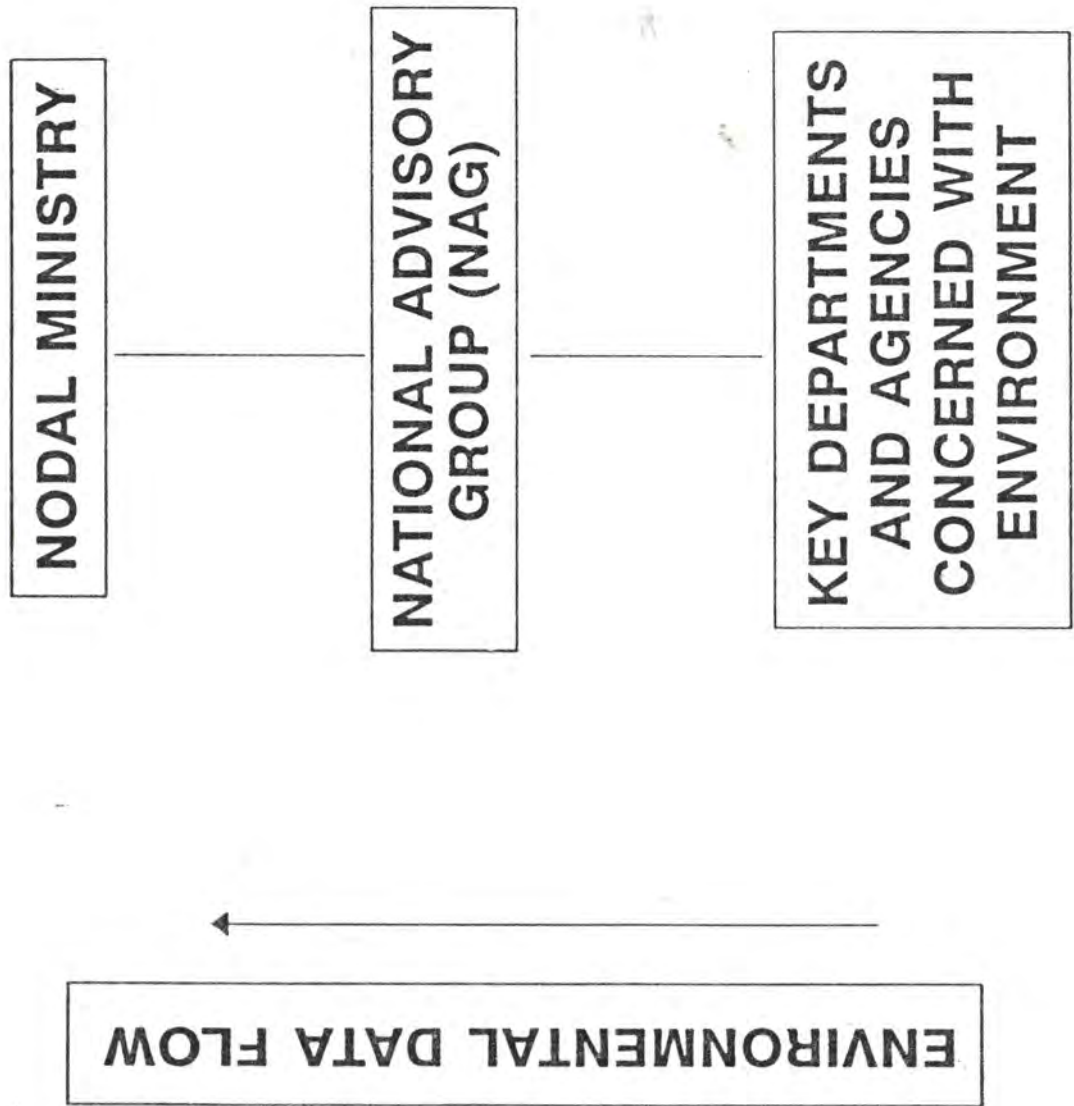 NODAL MINISTRY
NATIONAL ADVISORY
GROUP (NAG)
KEY DEPARTMENTS
AND AGENCIES
CONCERNED WITH
ENVIRONMENT
ENVIRONMENTAL DATA FLOW